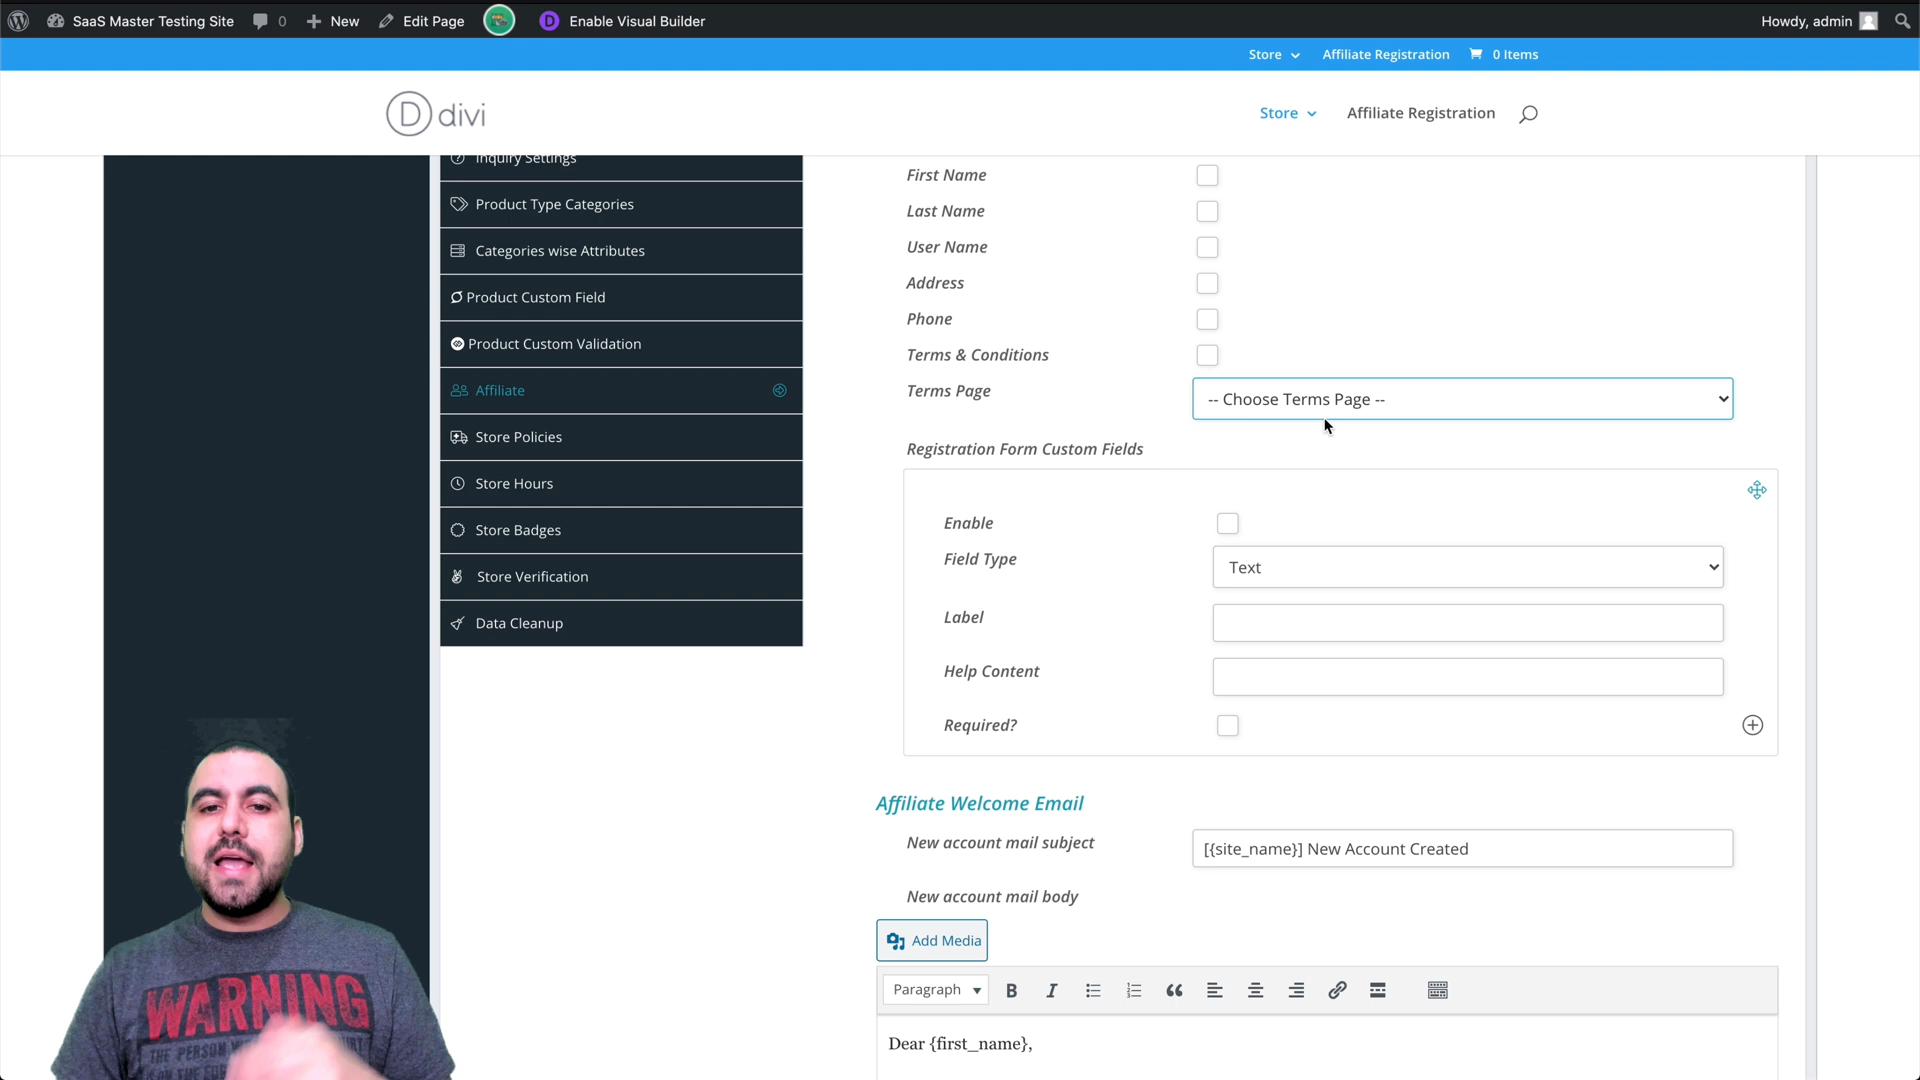 SaaS Master Testing Site
0
New
Edit Page
D
Enable Visual Builder
Howdy, admin
Store
Affiliate Registration
0 Items
D divi
Store
Affiliate Registration
Inquiry Settings
Product Type Categories
Categories wise Attributes
Product Custom Field
Product Custom Validation
Affiliate
Store Policies
Store Hours
Store Badges
Store Verification
Data Cleanup
First Name
Last Name
User Name
Address
Phone
Terms & Conditions
Terms Page
-- Choose Terms Page --
Registration Form Custom Fields
Enable
Field Type
Text
Label
Help Content
Required?
Affiliate Welcome Email
New account mail subject
[{site_name}] New Account Created
New account mail body
Add Media
Paragraph
B
I
Dear {first_name},
WARNING
THE PERSON